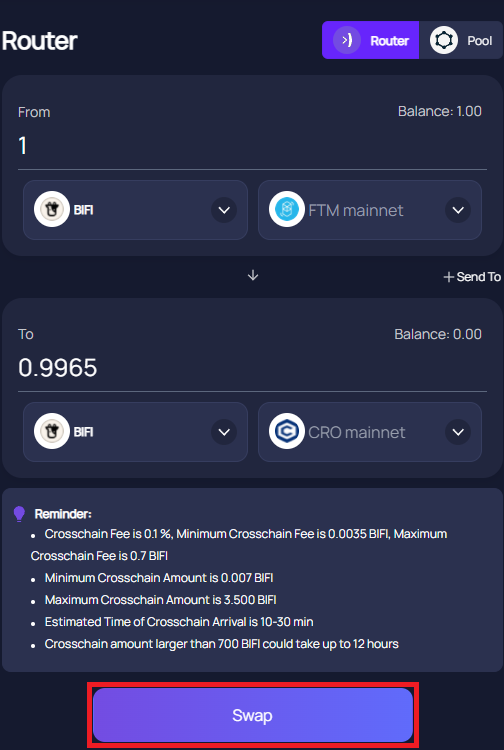 Router
Router
Pool
From
Balance: 1.00
1
BIFI
FTM mainnet
Send To
To
Balance: 0.00
0.9965
BIFI
CRO mainnet
Reminder:
• Crosschain Fee is 0.1 %, Minimum Crosschain Fee is 0.0035 BIFI, Maximum
Crosschain Fee is 0.7 BIFI
• Minimum Crosschain Amount is 0.007 BIFI
• Maximum Crosschain Amount is 3.500 BIFI
• Estimated Time of Crosschain Arrival is 10-30 min
• Crosschain amount larger than 700 BIFI could take up to 12 hours
Swap